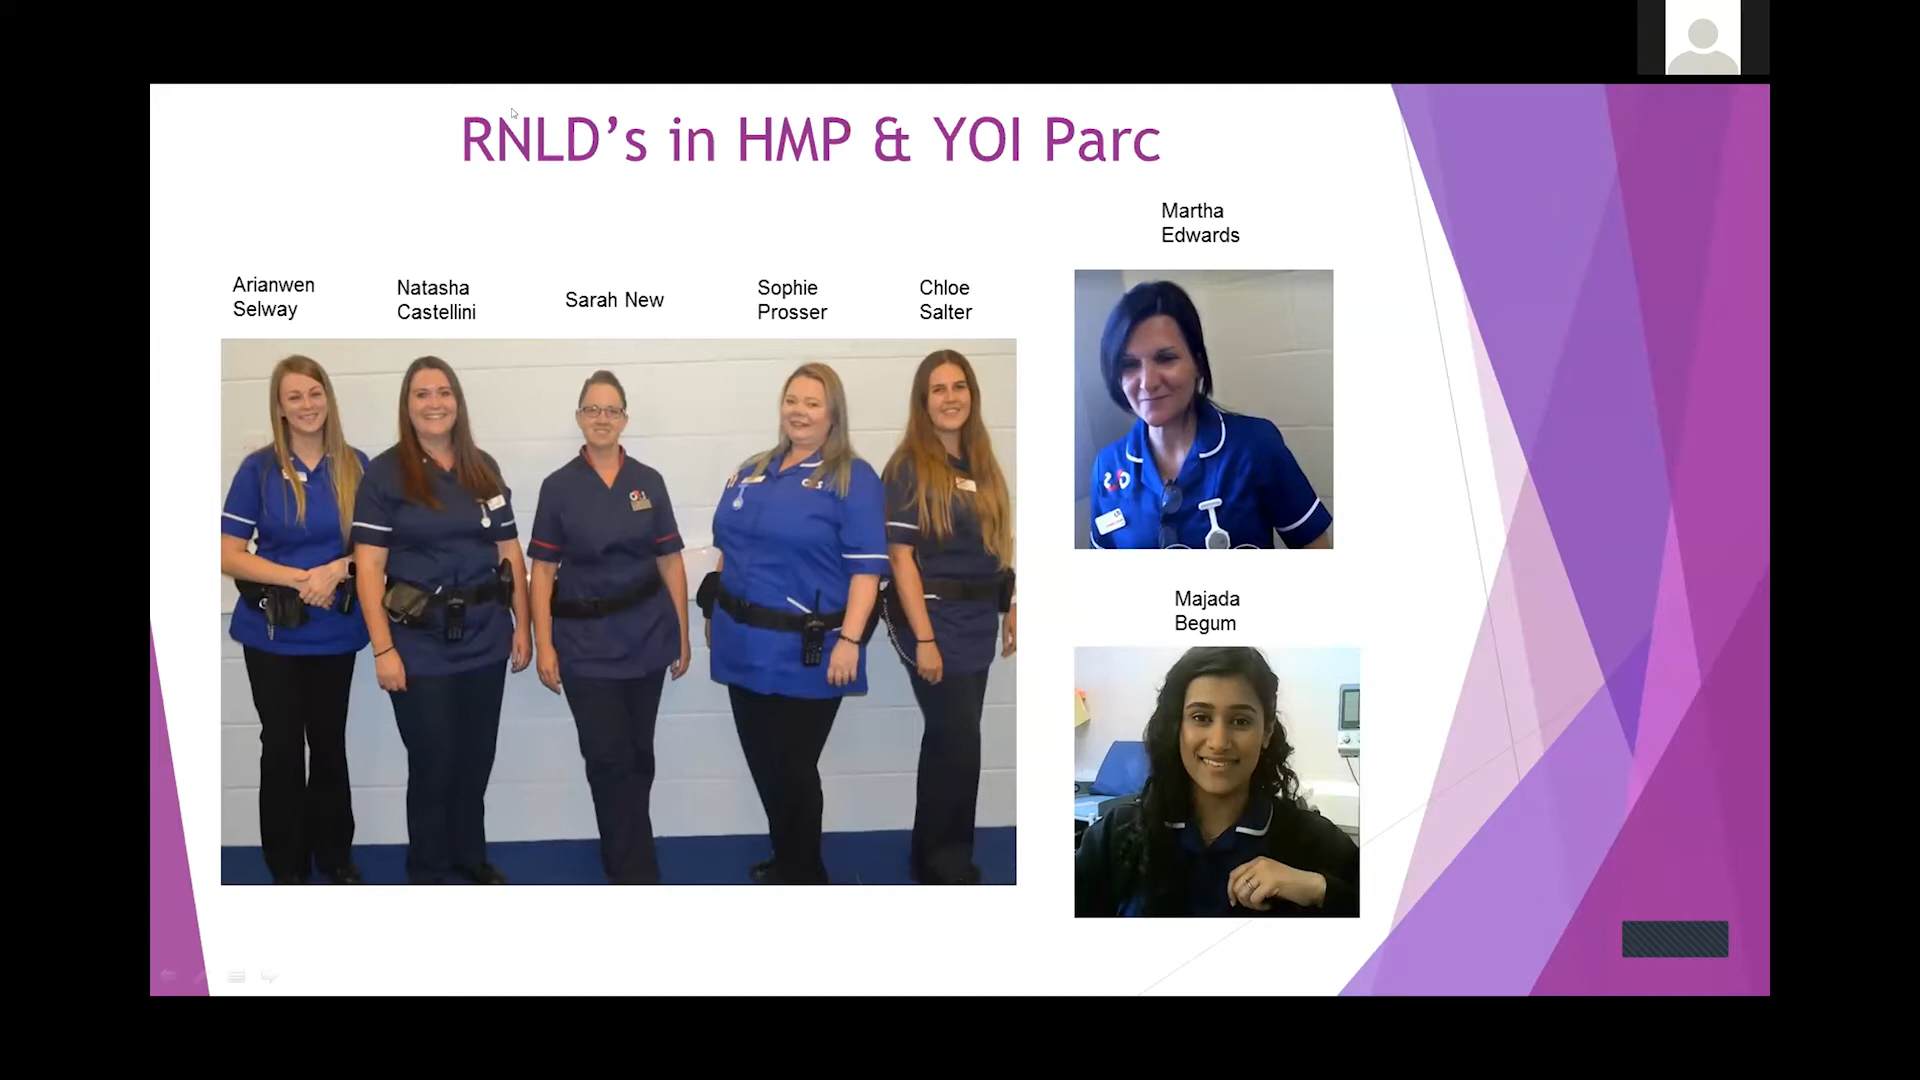 RNLD's in HMP & YOI Parc
Martha
Edwards
Arianwen
Selway
Natasha
Castellini
Sarah New
Sophie
Prosser
Chloe
Salter
G4S
Majada
Begum